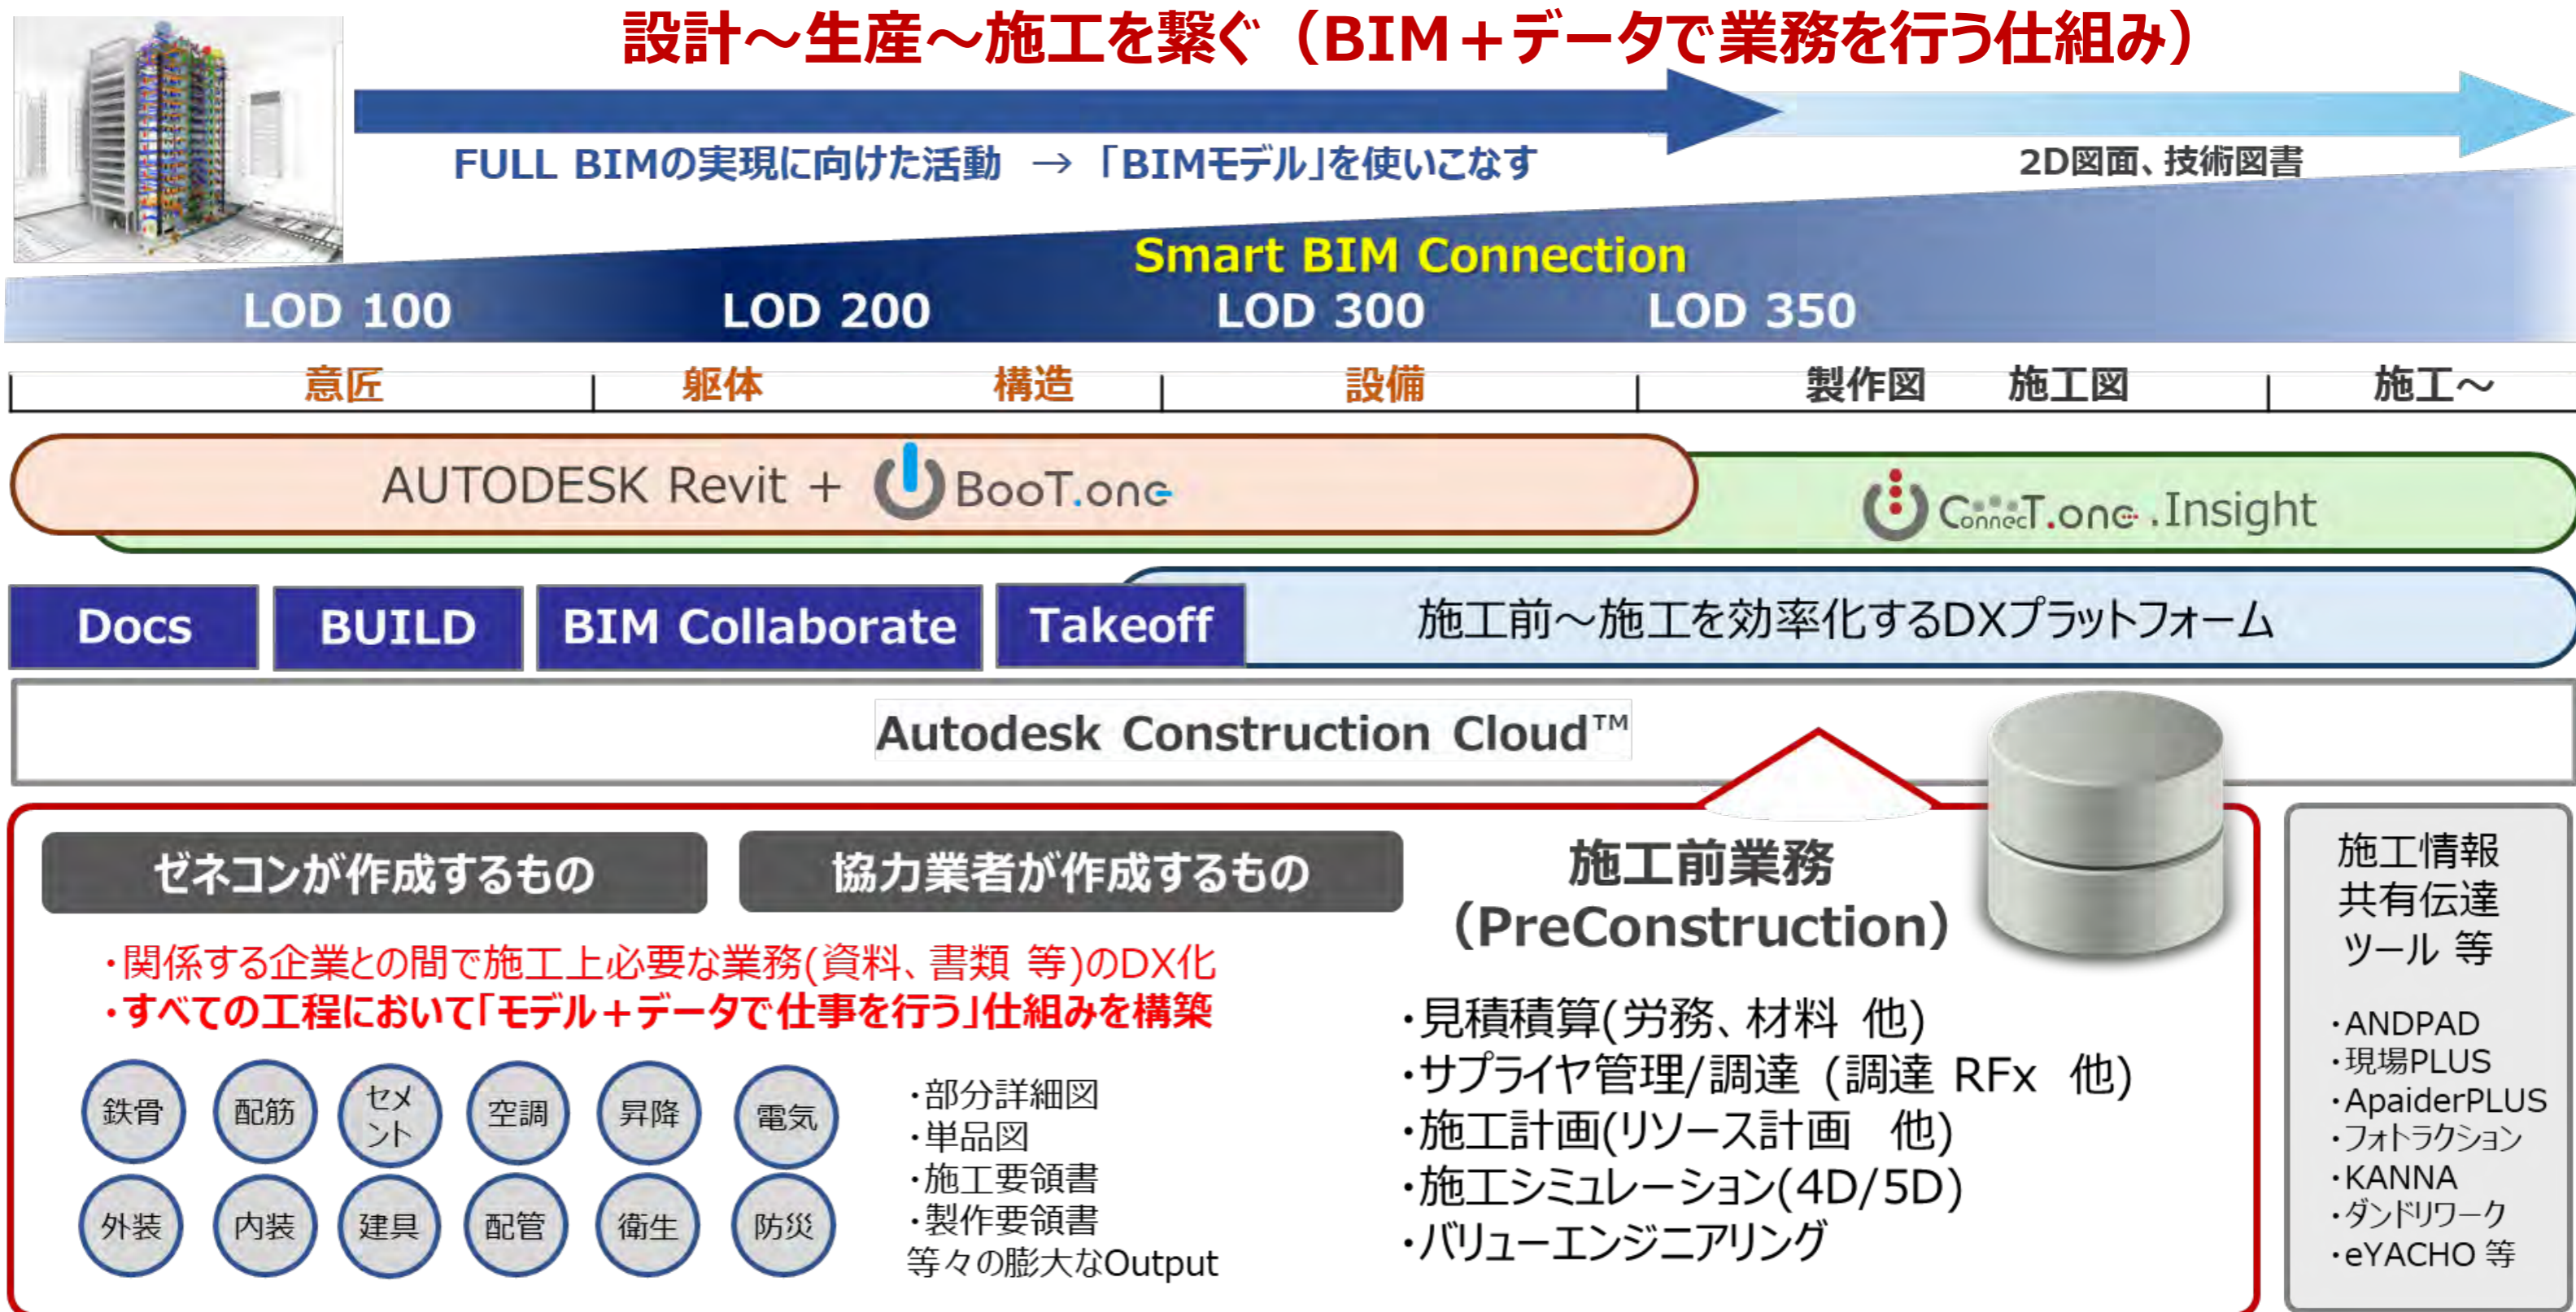 設計～生産～施工を繋ぐ（BIM＋データで業務を行う仕組み）
FULL BIMの実現に向けた活動 → 「BIMモデル」を使いこなす
2D図面、技術図書
Smart BIM Connection
LOD 100
LOD 200
LOD 300
LOD 350
意匠
躯体
構造
設備
製作図
施工図
施工～
AUTODESK Revit + BooT.one
ConnecT.one .Insight
Docs
BUILD
BIM Collaborate
Takeoff
施工前～施工を効率化するDXプラットフォーム
Autodesk Construction Cloud™
ゼネコンが作成するもの
協力業者が作成するもの
・関係する企業との間で施工上必要な業務(資料、書類 等)のDX化
・すべての工程において「モデル＋データで仕事を行う」仕組みを構築
鉄骨
配筋
セメ
ント
空調
昇降
電気
外装
内装
建具
配管
衛生
防災
・部分詳細図
・単品図
・施工要領書
・製作要領書
等々の膨大なOutput
施工前業務
（PreConstruction）
・見積積算(労務、材料 他)
・サプライヤ管理/調達 (調達 RFx 他)
・施工計画(リソース計画 他)
・施工シミュレーション(4D/5D)
・バリューエンジニアリング
施工情報
共有伝達
ツール 等
・ANDPAD
・現場PLUS
・ApaiderPLUS
・フォトラクション
・KANNA
・ダンドリワーク
・eYACHO 等